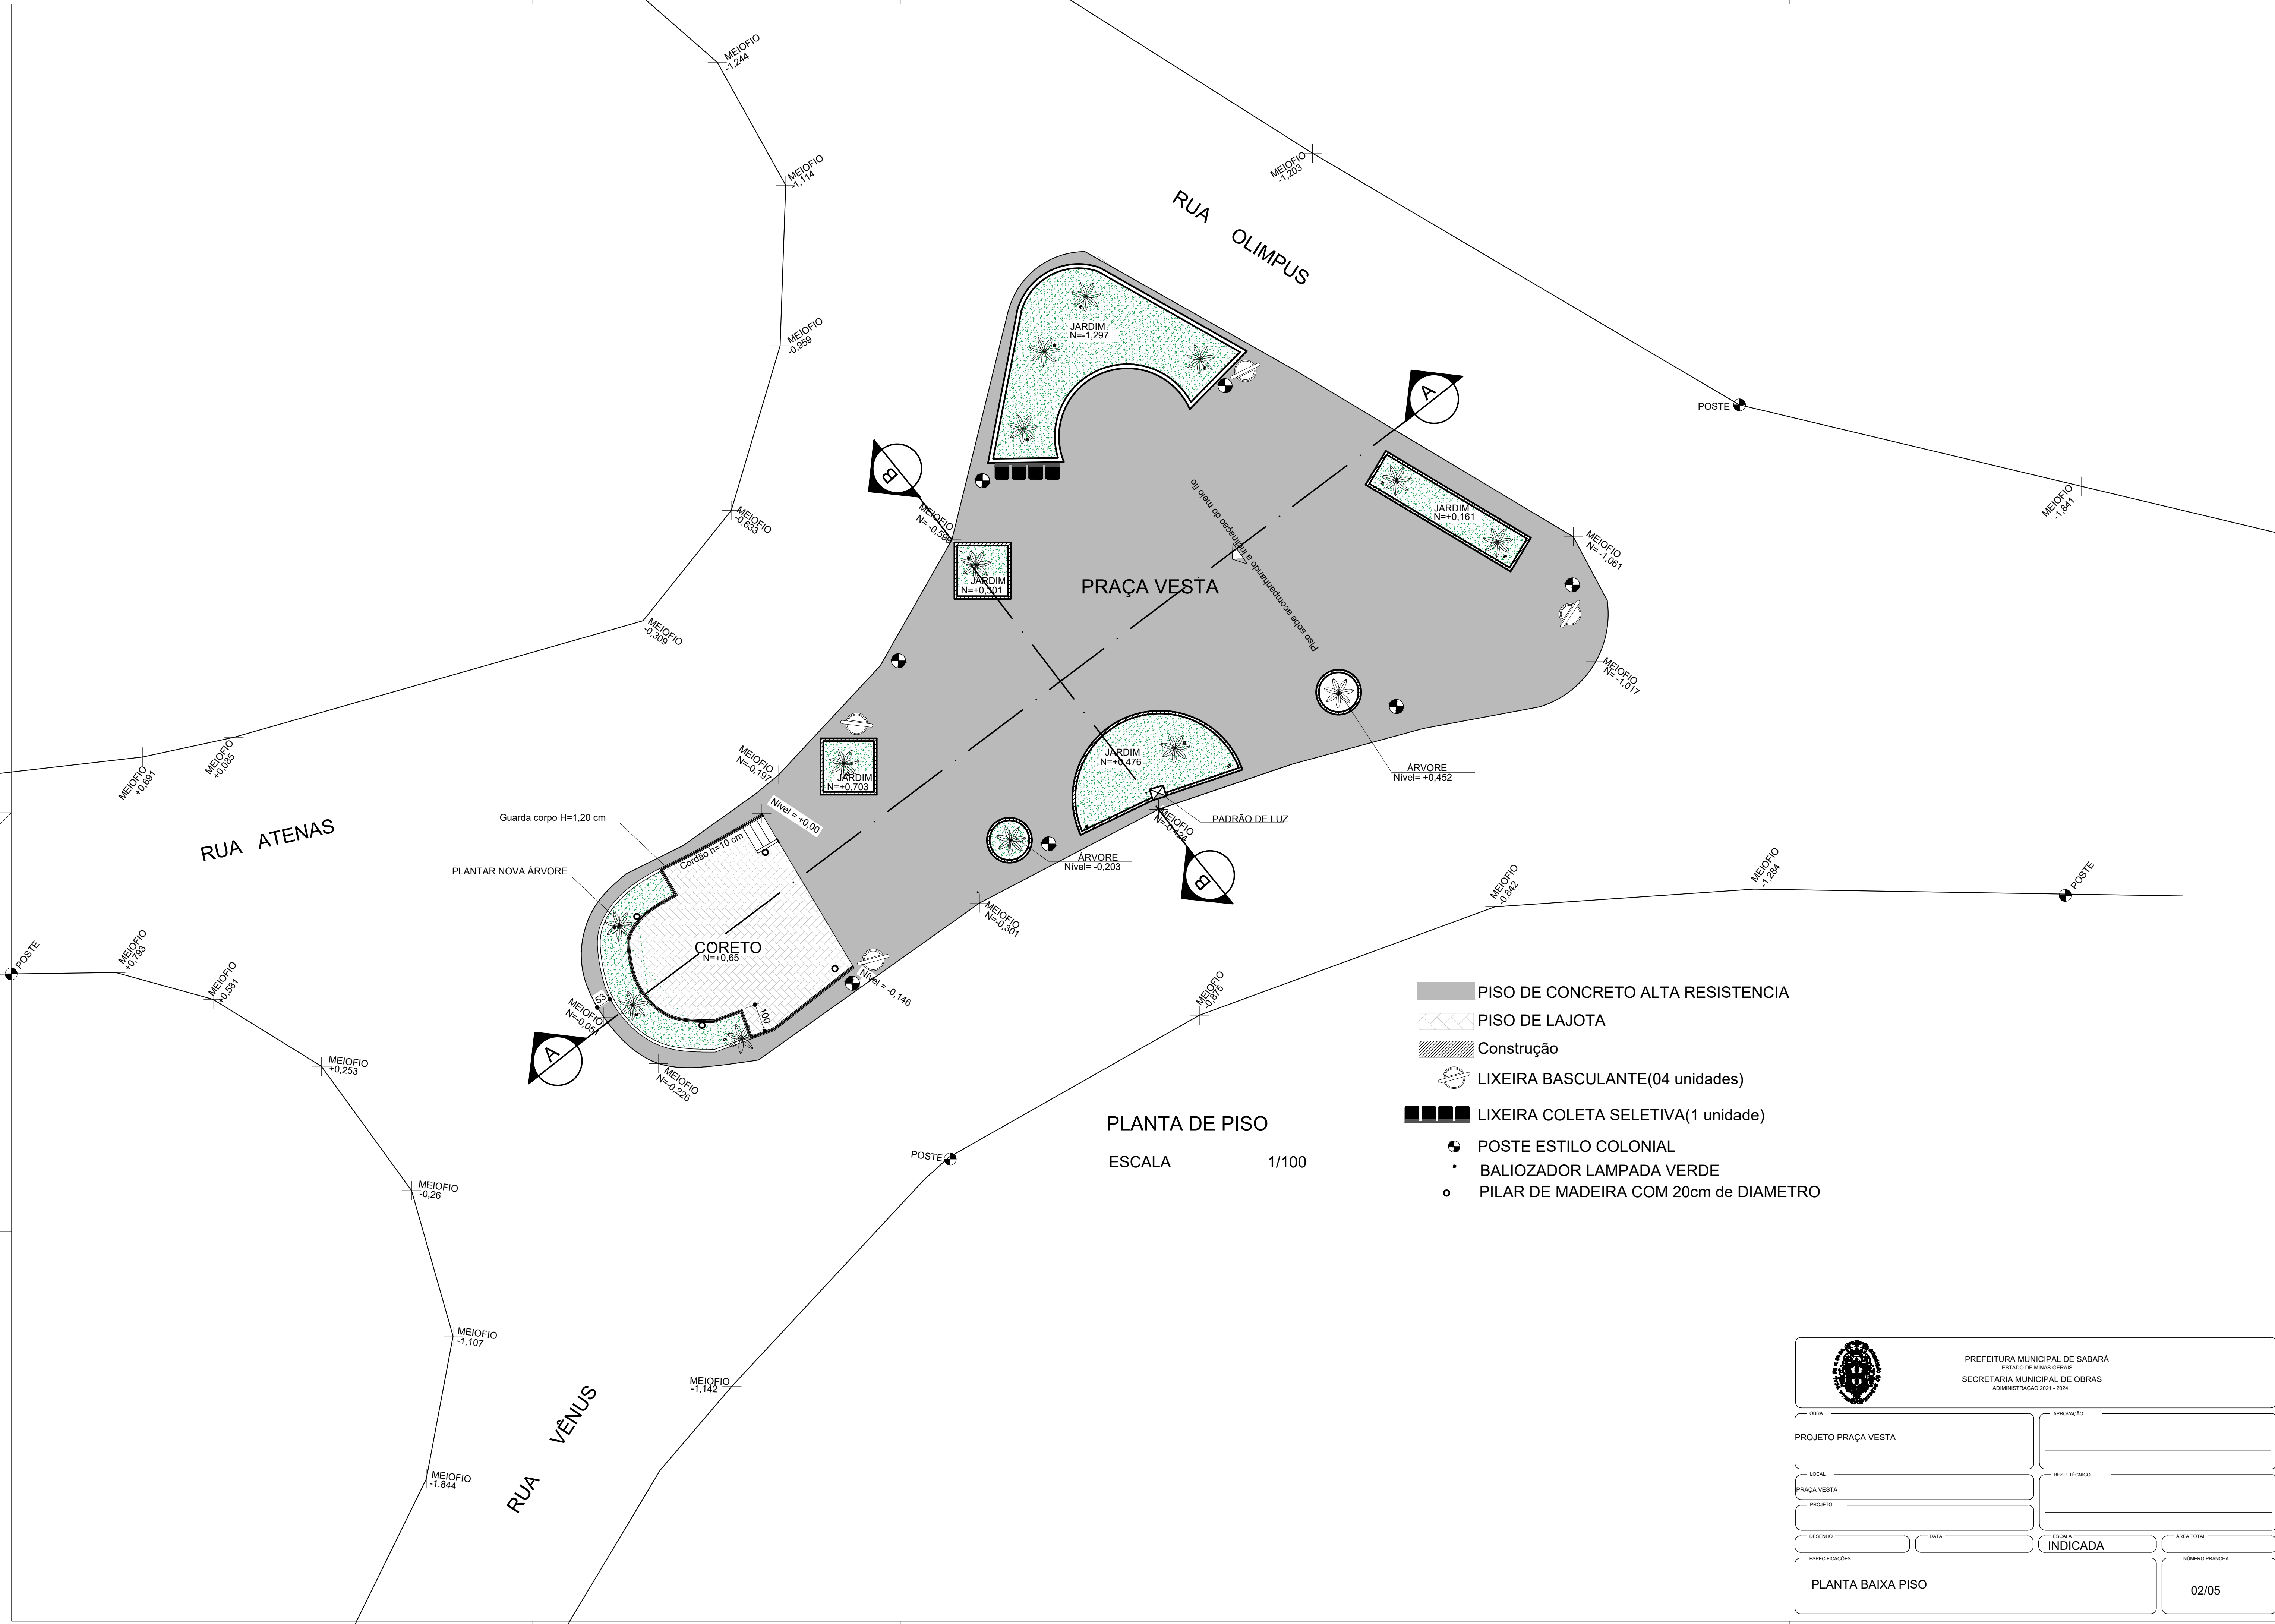 MEIOFIO
-1,244
MEIOFIO
-1,114
MEIOFIO
-1,203
RUA OLIMPUS
MEIOFIO
-0,959
JARDIM
N=-1,297
A
POSTE
B
MEIOFIO
-0,633
MEIOFIO
N= -0,599
Piso sobe acompanhando a inclinaçao do meio fio
JARDIM
N=+0,161
MEIOFIO
-1,841
MEIOFIO
N= -1,061
JARDIM
N=+0,301
PRAÇA VESTA
MEIOFIO
-0,309
MEIOFIO
N= -1,017
MEIOFIO
+0,691
MEIOFIO
+0,085
MEIOFIO
N=-0,197
JARDIM
N=+0,703
JARDIM
N=+0,476
ÁRVORE
Nível= +0,452
RUA ATENAS
Guarda corpo H=1,20 cm
Nível = +0,00
Cordão h=10 cm
MEIOFIO
N=-0,424
PADRÃO DE LUZ
PLANTAR NOVA ÁRVORE
ÁRVORE
Nível= -0,203
B
MEIOFIO
-0,842
MEIOFIO
-1,284
POSTE
MEIOFIO
N=-0,301
POSTE
MEIOFIO
+0,793
MEIOFIO
+0,581
CORETO
N=+0,65
Nível = -0,146
53
100
MEIOFIO
N=-0,051
MEIOFIO
-0,875
A
MEIOFIO
+0,253
MEIOFIO
N=-0,226
PISO DE CONCRETO ALTA RESISTENCIA
PISO DE LAJOTA
Construção
LIXEIRA BASCULANTE(04 unidades)
LIXEIRA COLETA SELETIVA(1 unidade)
POSTE ESTILO COLONIAL
BALIOZADOR LAMPADA VERDE
PILAR DE MADEIRA COM 20cm de DIAMETRO
PLANTA DE PISO
ESCALA 1/100
POSTE
MEIOFIO
-0,26
MEIOFIO
-1,107
MEIOFIO
-1,142
RUA VÊNUS
MEIOFIO
-1,844
PREFEITURA MUNICIPAL DE SABARÁ
ESTADO DE MINAS GERAIS
SECRETARIA MUNICIPAL DE OBRAS
ADIMINISTRAÇAO 2021 - 2024
OBRA
PROJETO PRAÇA VESTA
APROVAÇÃO
LOCAL
PRAÇA VESTA
RESP. TÉCNICO
PROJETO
DESENHO
DATA
ESCALA
INDICADA
ÁREA TOTAL
ESPECIFICAÇÕES
PLANTA BAIXA PISO
NÚMERO PRANCHA
02/05